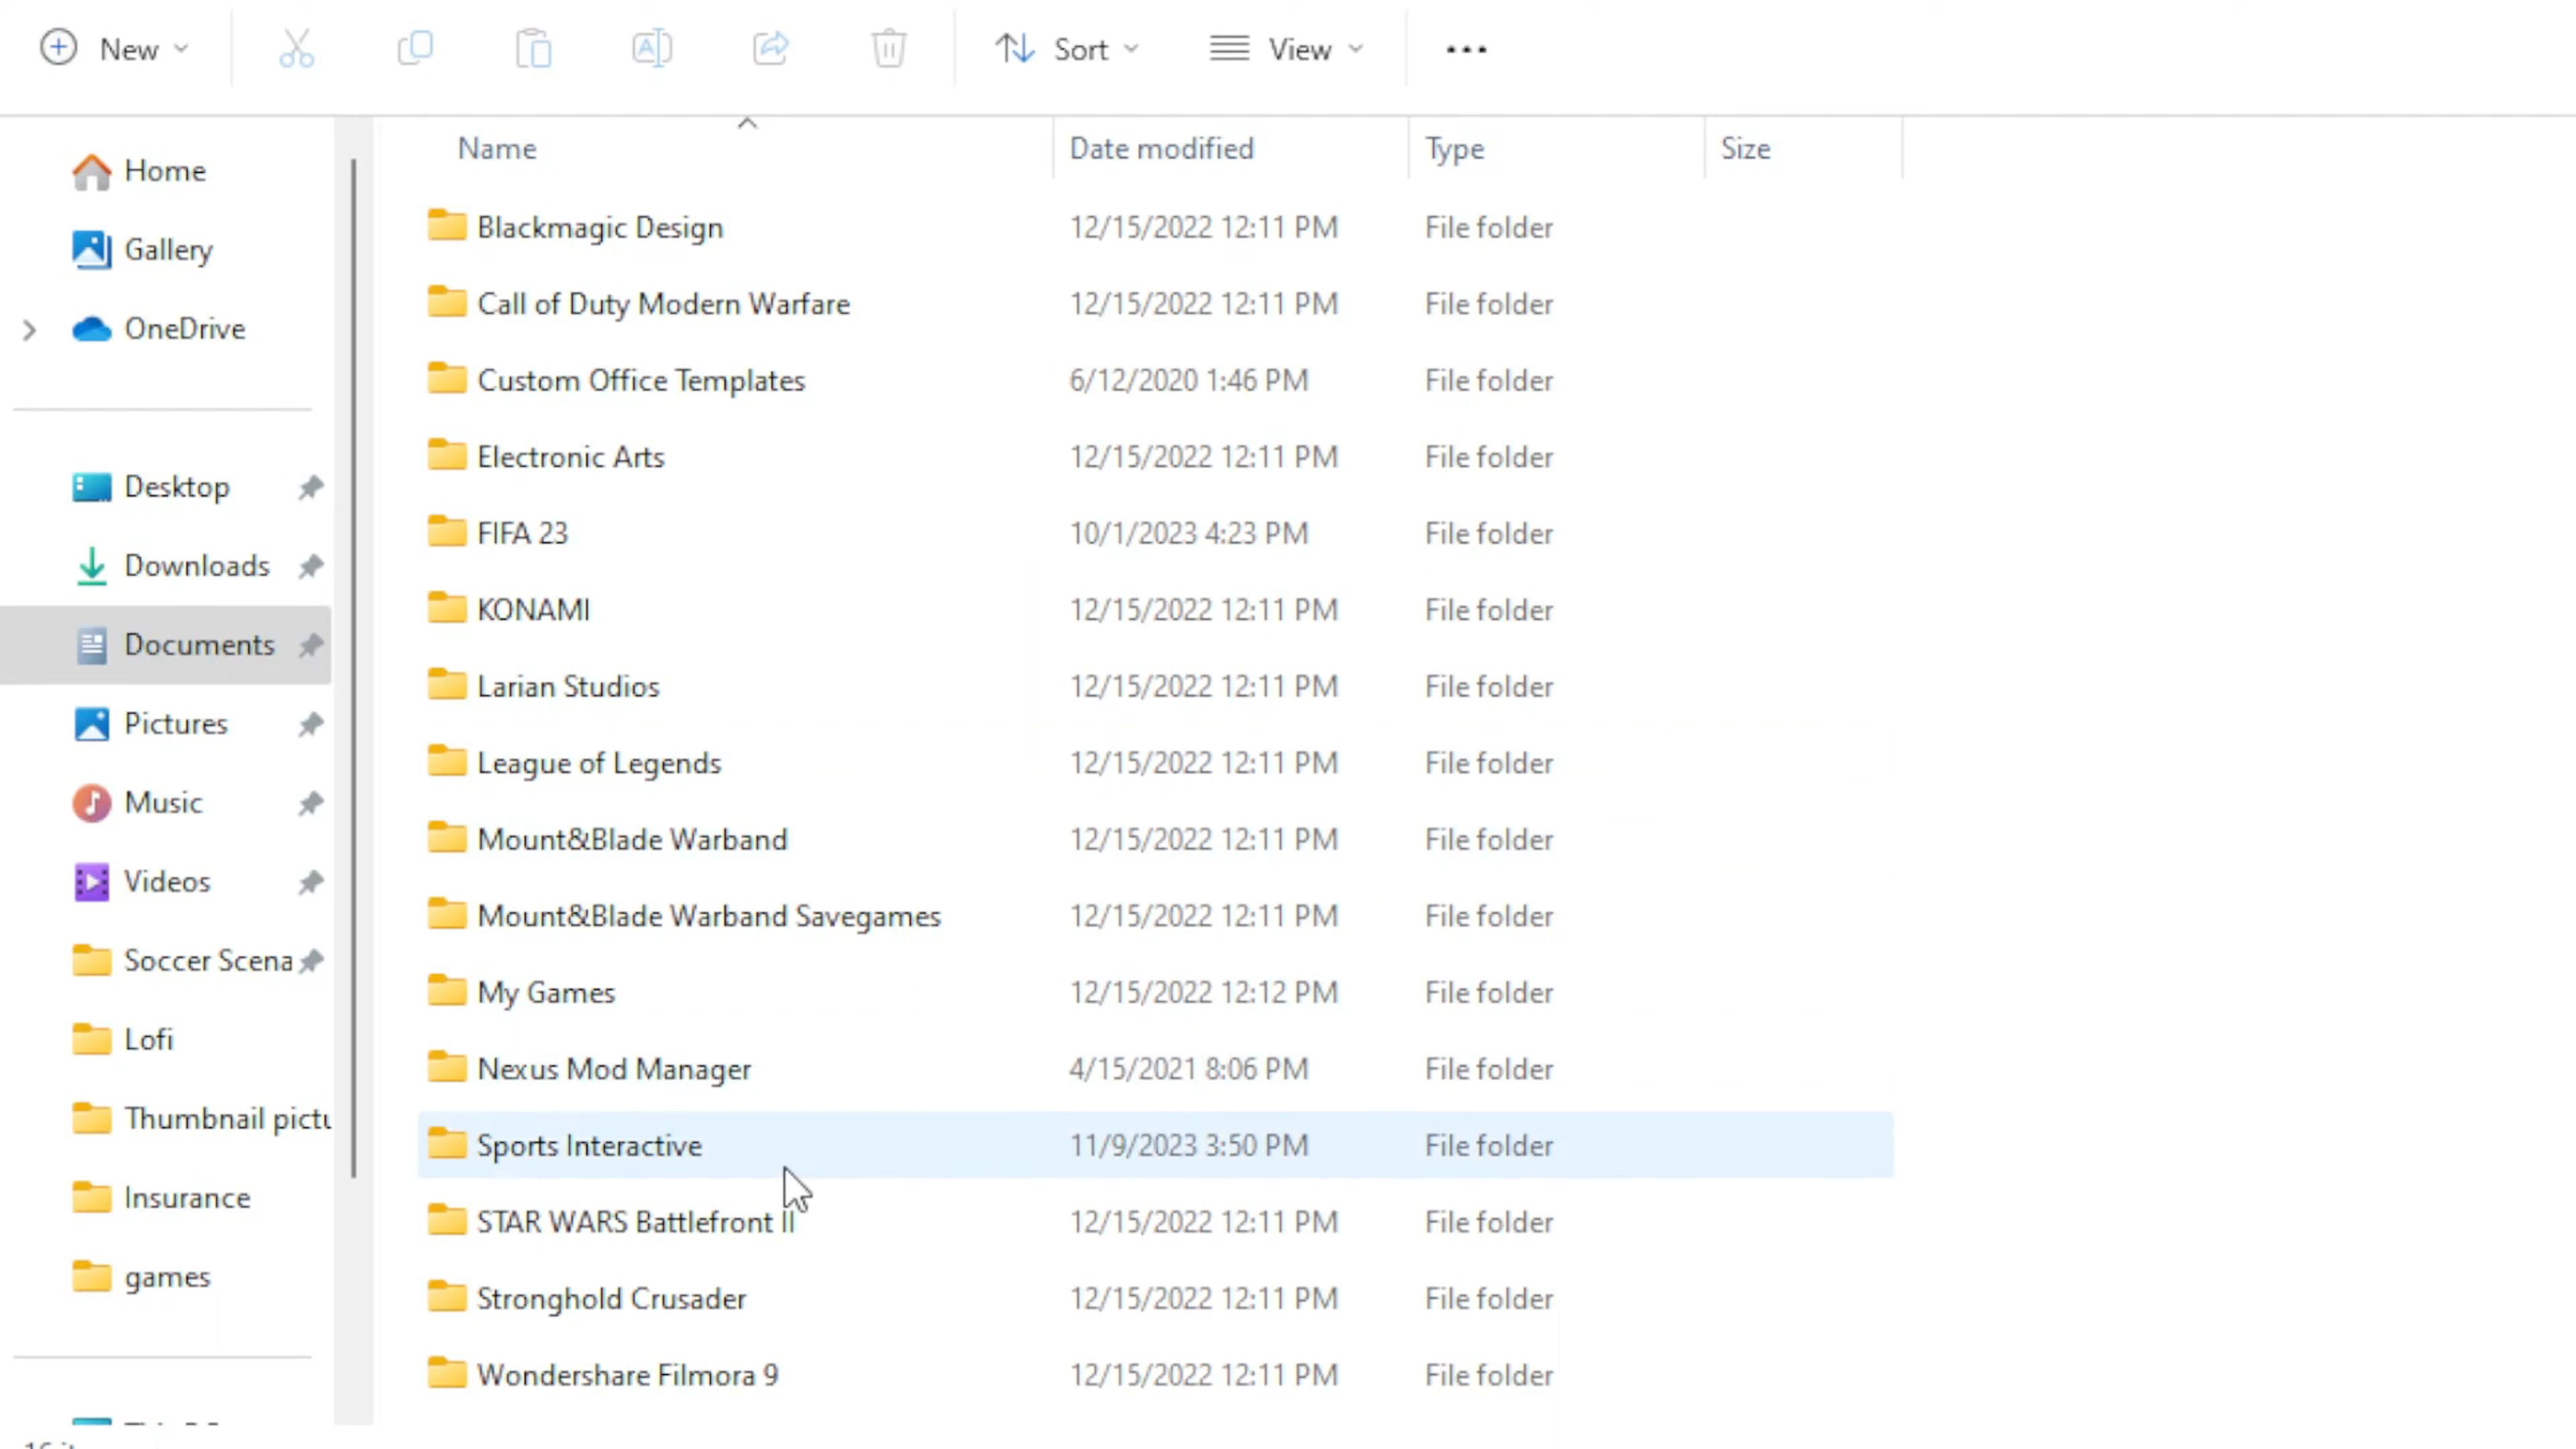 New
Sort
View
Name Date modified Type Size
Home
Gallery
OneDrive
Desktop
Downloads
Documents
Pictures
Music
Videos
Soccer Scena
Lofi
Thumbnail pictu
Insurance
games
Blackmagic Design 12/15/2022 12:11 PM File folder
Call of Duty Modern Warfare 12/15/2022 12:11 PM File folder
Custom Office Templates 6/12/2020 1:46 PM File folder
Electronic Arts 12/15/2022 12:11 PM File folder
FIFA 23 10/1/2023 4:23 PM File folder
KONAMI 12/15/2022 12:11 PM File folder
Larian Studios 12/15/2022 12:11 PM File folder
League of Legends 12/15/2022 12:11 PM File folder
Mount&Blade Warband 12/15/2022 12:11 PM File folder
Mount&Blade Warband Savegames 12/15/2022 12:11 PM File folder
My Games 12/15/2022 12:12 PM File folder
Nexus Mod Manager 4/15/2021 8:06 PM File folder
Sports Interactive 11/9/2023 3:50 PM File folder
STAR WARS Battlefront II 12/15/2022 12:11 PM File folder
Stronghold Crusader 12/15/2022 12:11 PM File folder
Wondershare Filmora 9 12/15/2022 12:11 PM File folder